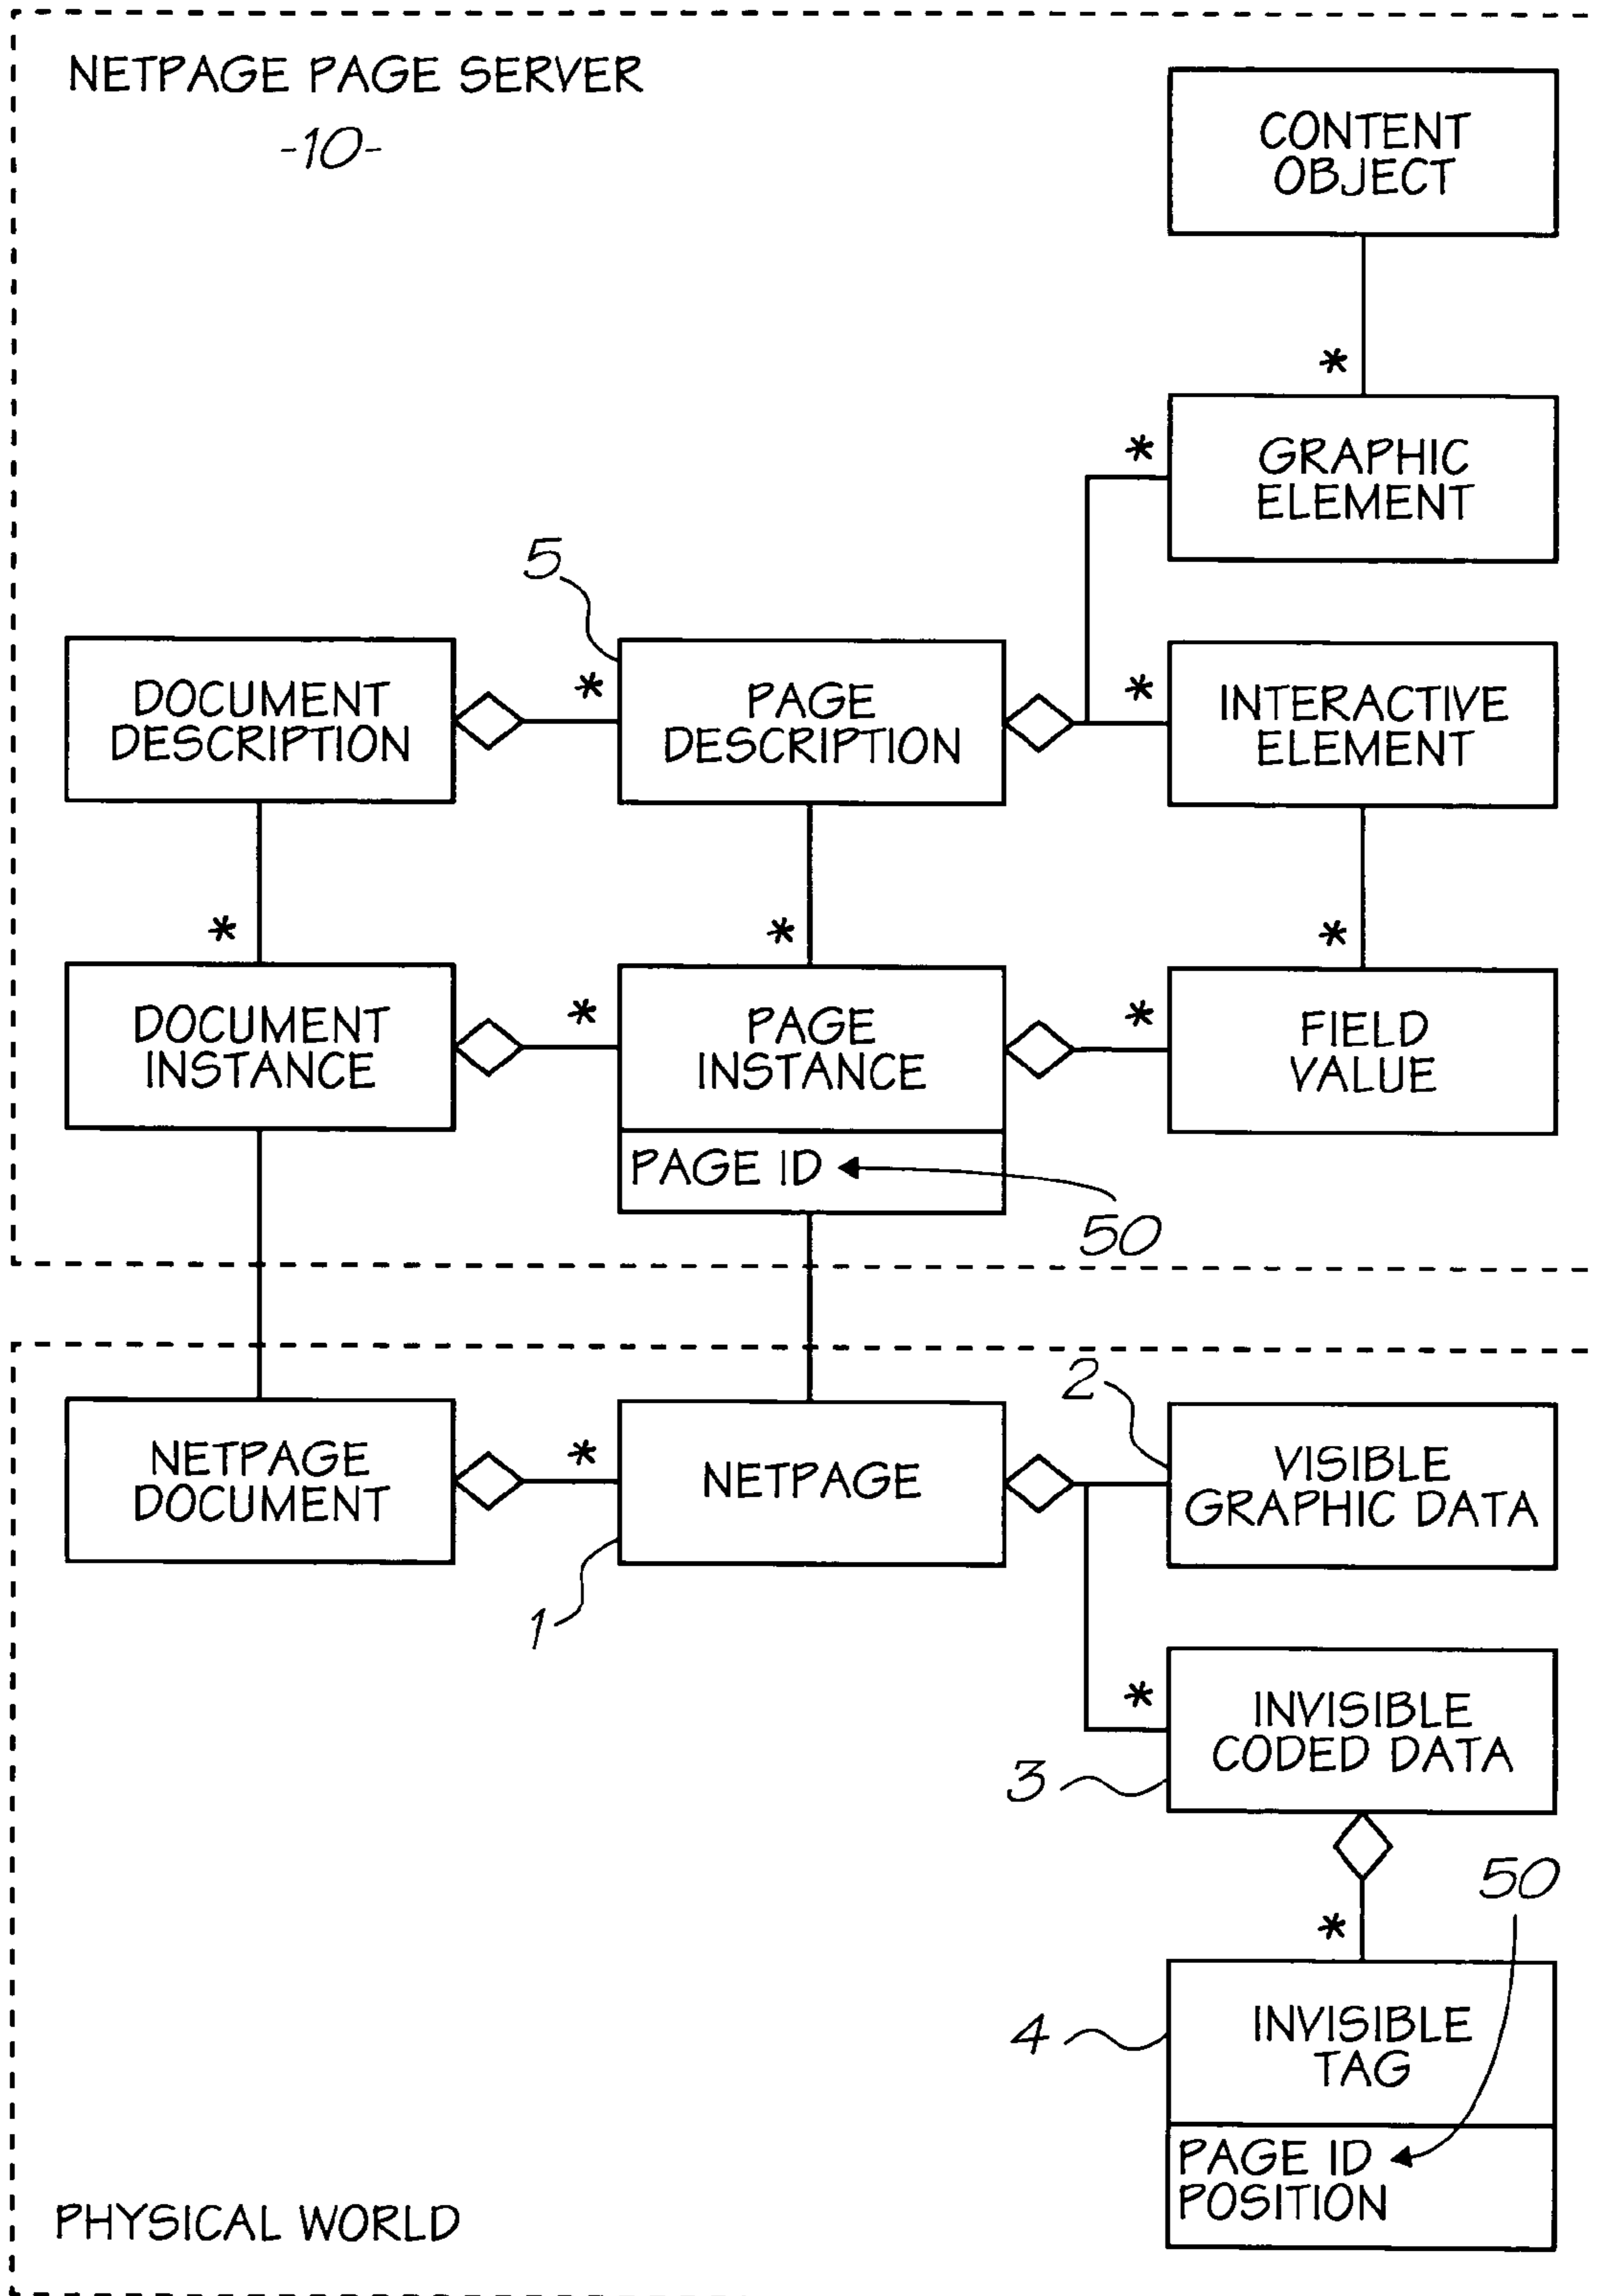 NETPAGE PAGE SERVER
-10-
CONTENT
OBJECT
*
*
GRAPHIC
ELEMENT
5
DOCUMENT
DESCRIPTION
*
PAGE
DESCRIPTION
*
INTERACTIVE
ELEMENT
*
*
*
DOCUMENT
INSTANCE
*
PAGE
INSTANCE
*
FIELD
VALUE
PAGE ID
50
NETPAGE
DOCUMENT
*
NETPAGE
1
2
VISIBLE
GRAPHIC DATA
*
INVISIBLE
CODED DATA
3
*
50
4
INVISIBLE
TAG
PAGE ID
POSITION
PHYSICAL WORLD